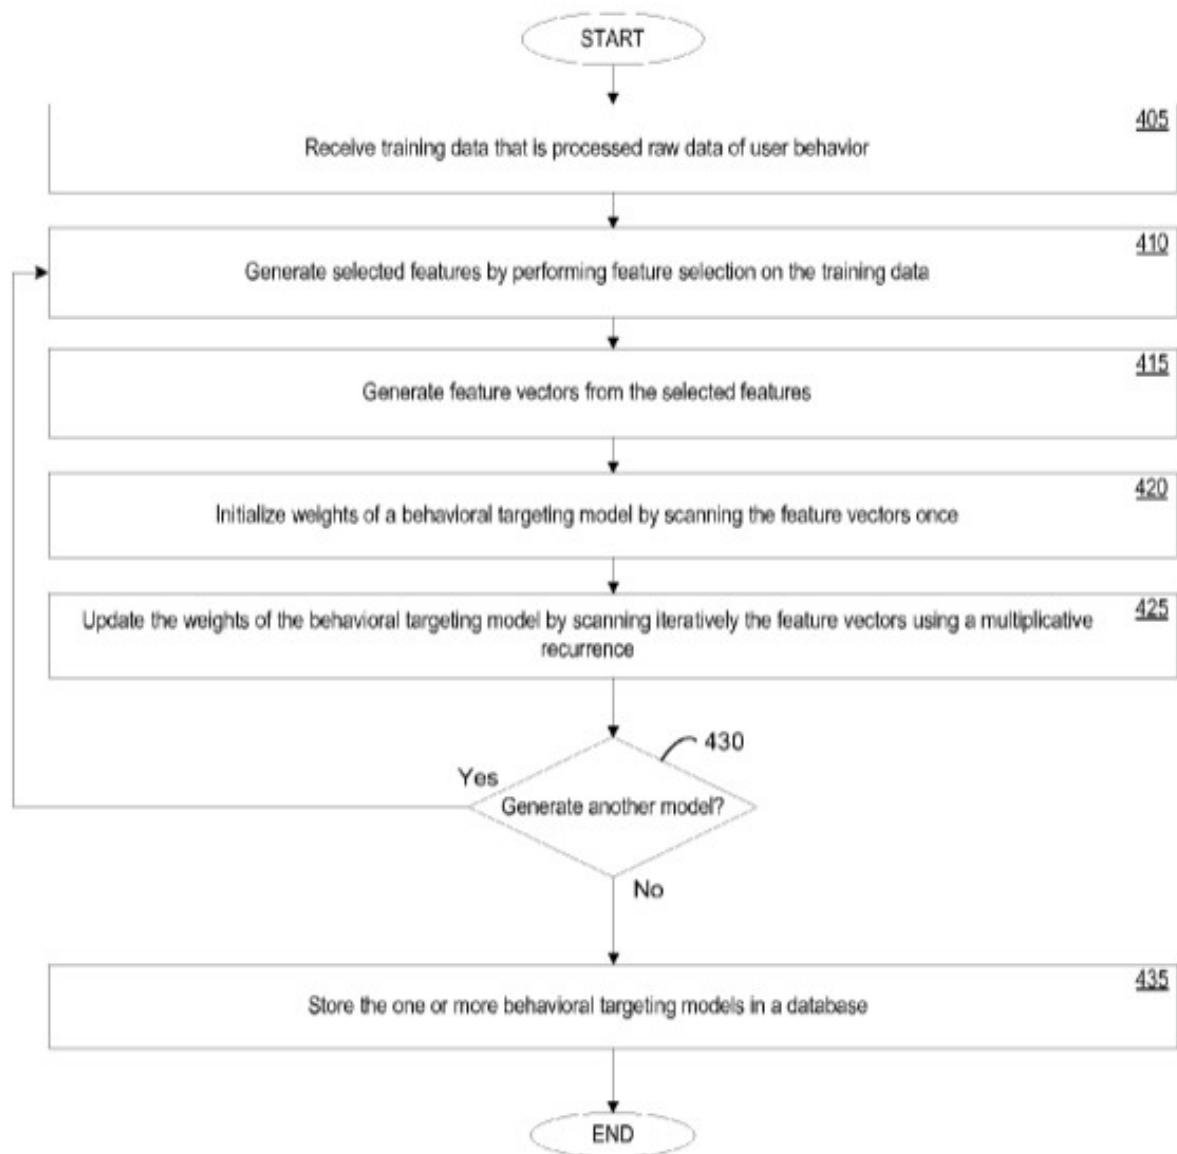 START
405
Receive training data that is processed raw data of user behavior
410
Generate selected features by performing feature selection on the training data
415
Generate feature vectors from the selected features
420
Initialize weights of a behavioral targeting model by scanning the feature vectors once
425
Update the weights of the behavioral targeting model by scanning iteratively the feature vectors using a multiplicative
recurrence
430
Yes
Generate another model?
No
435
Store the one or more behavioral targeting models in a database
END